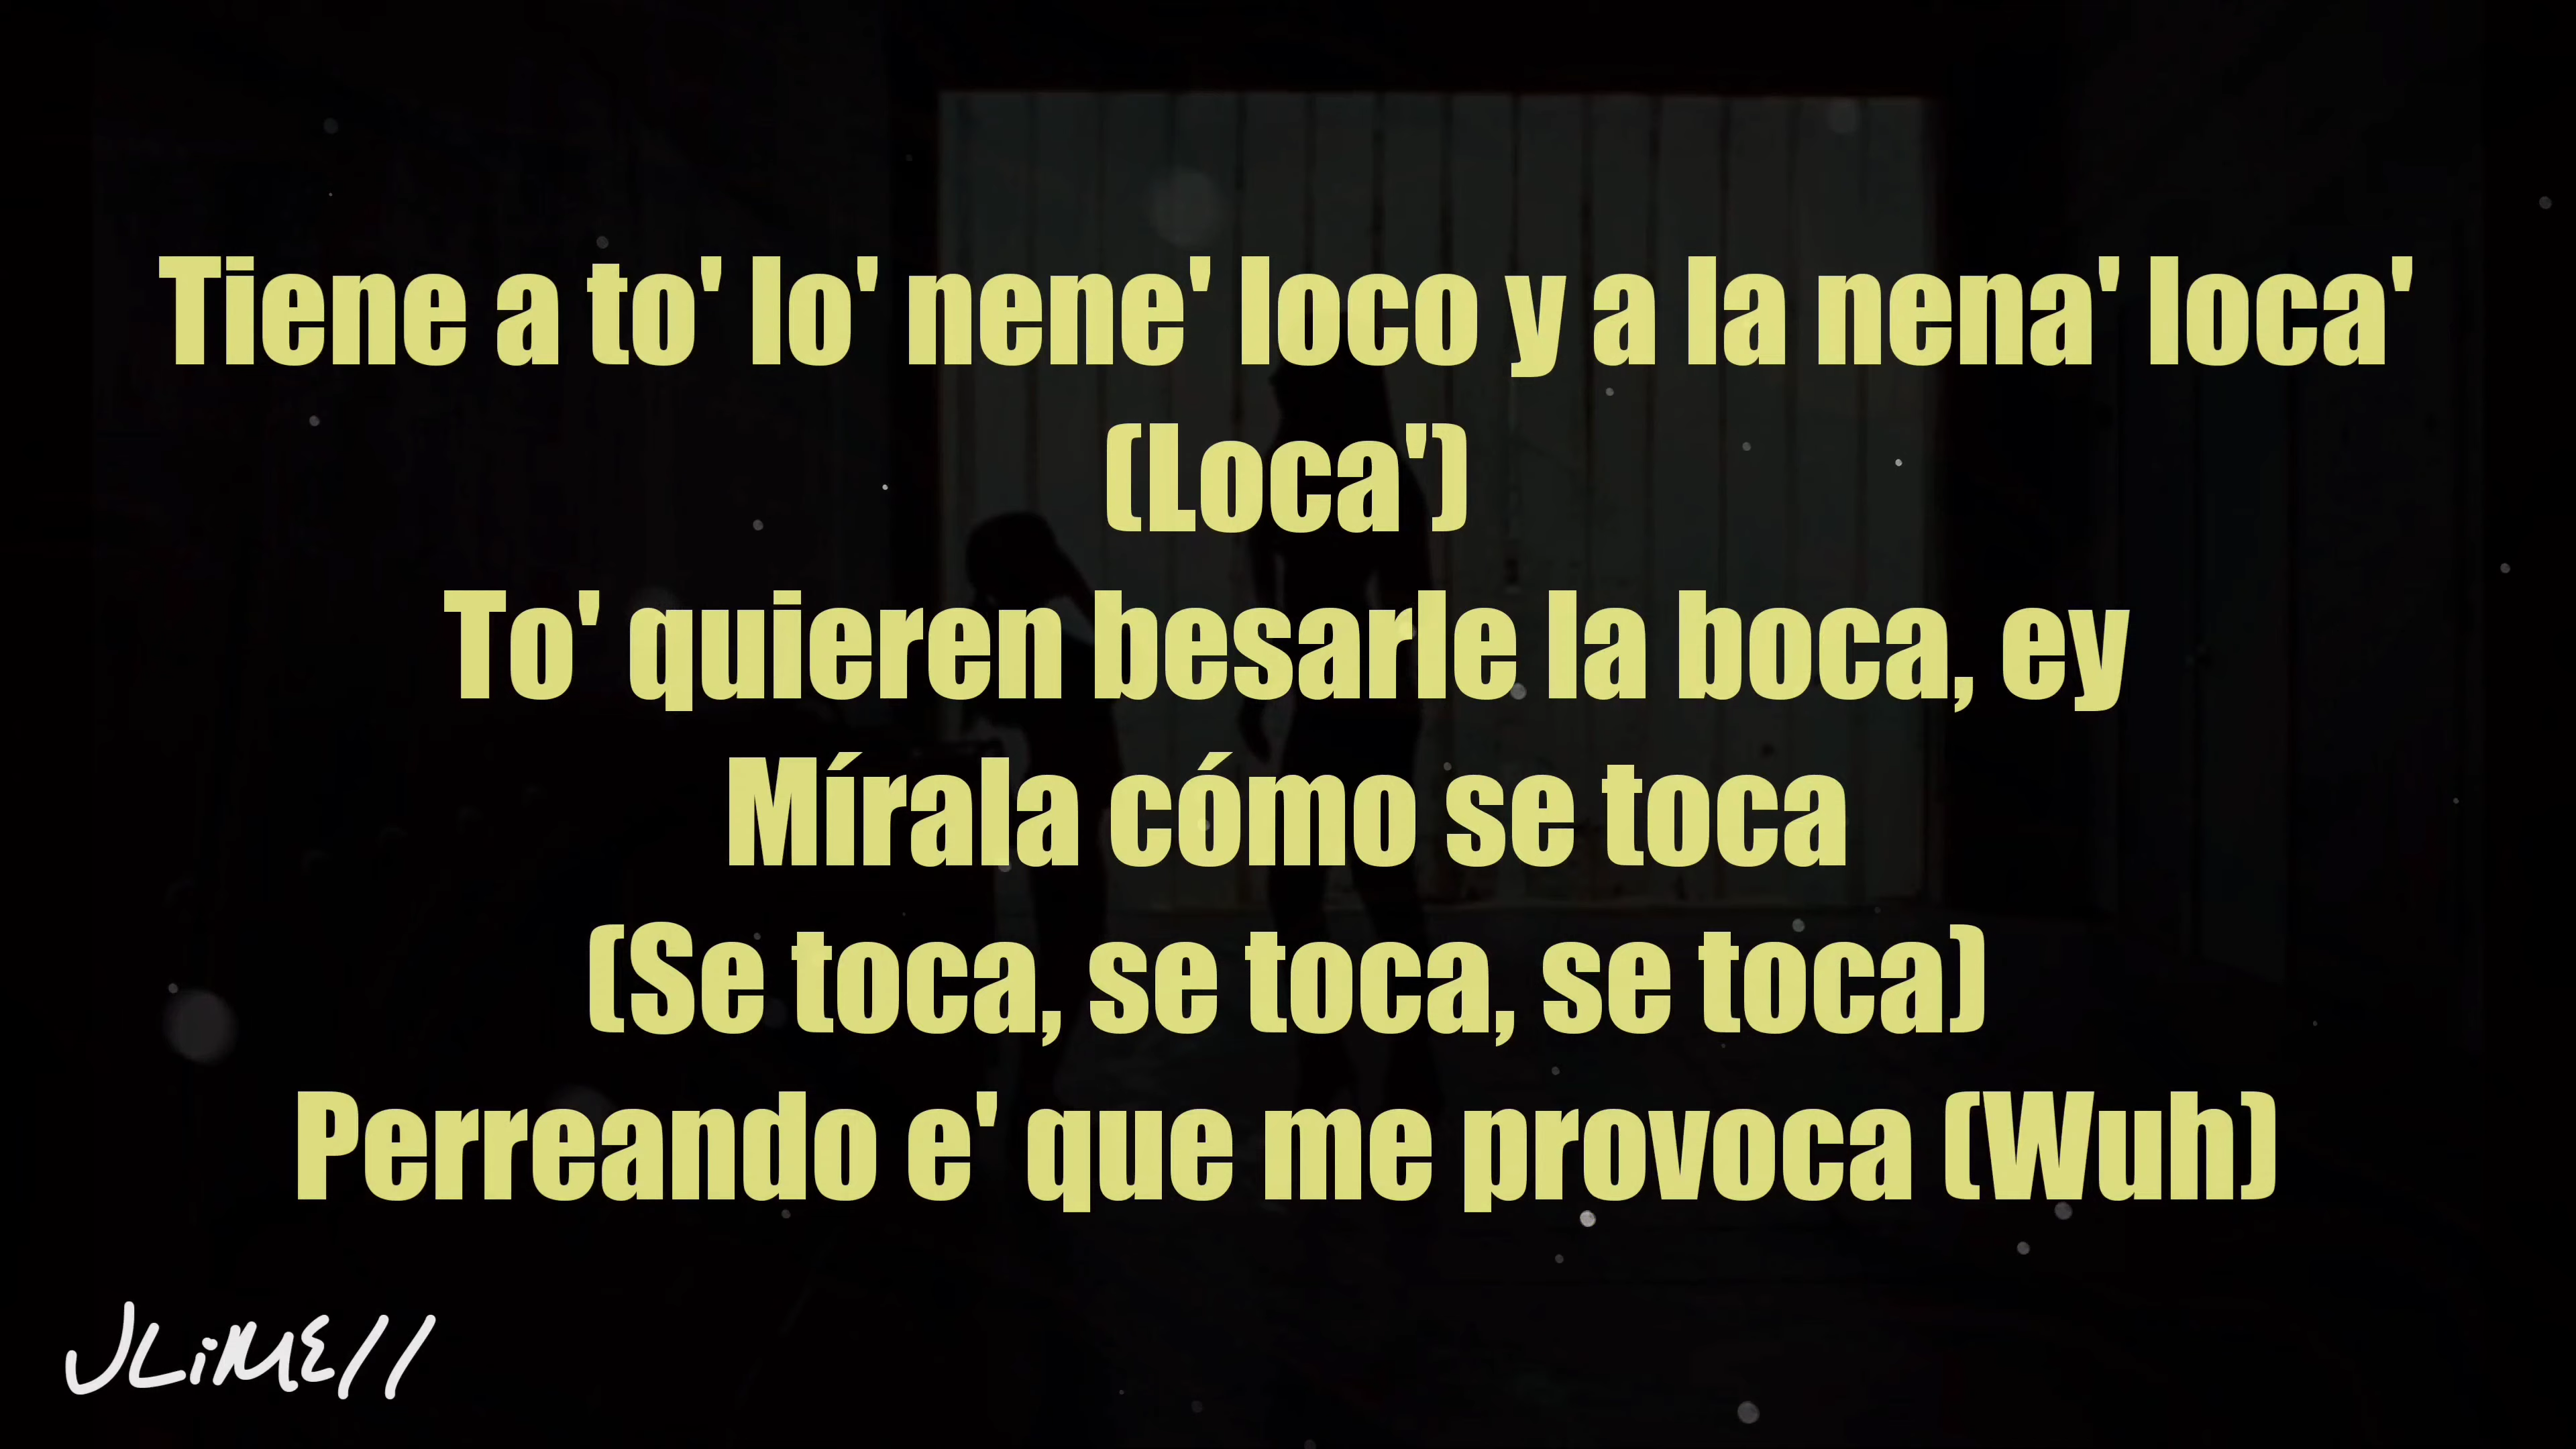 Tiene a to' lo' nene' loco y a la nena' loca'
(Loca')
To' quieren besarle la boca, ey
Mírala cómo se toca
(Se toca, se toca, se toca)
Perreando e' que me provoca (Wuh)
JLiME//